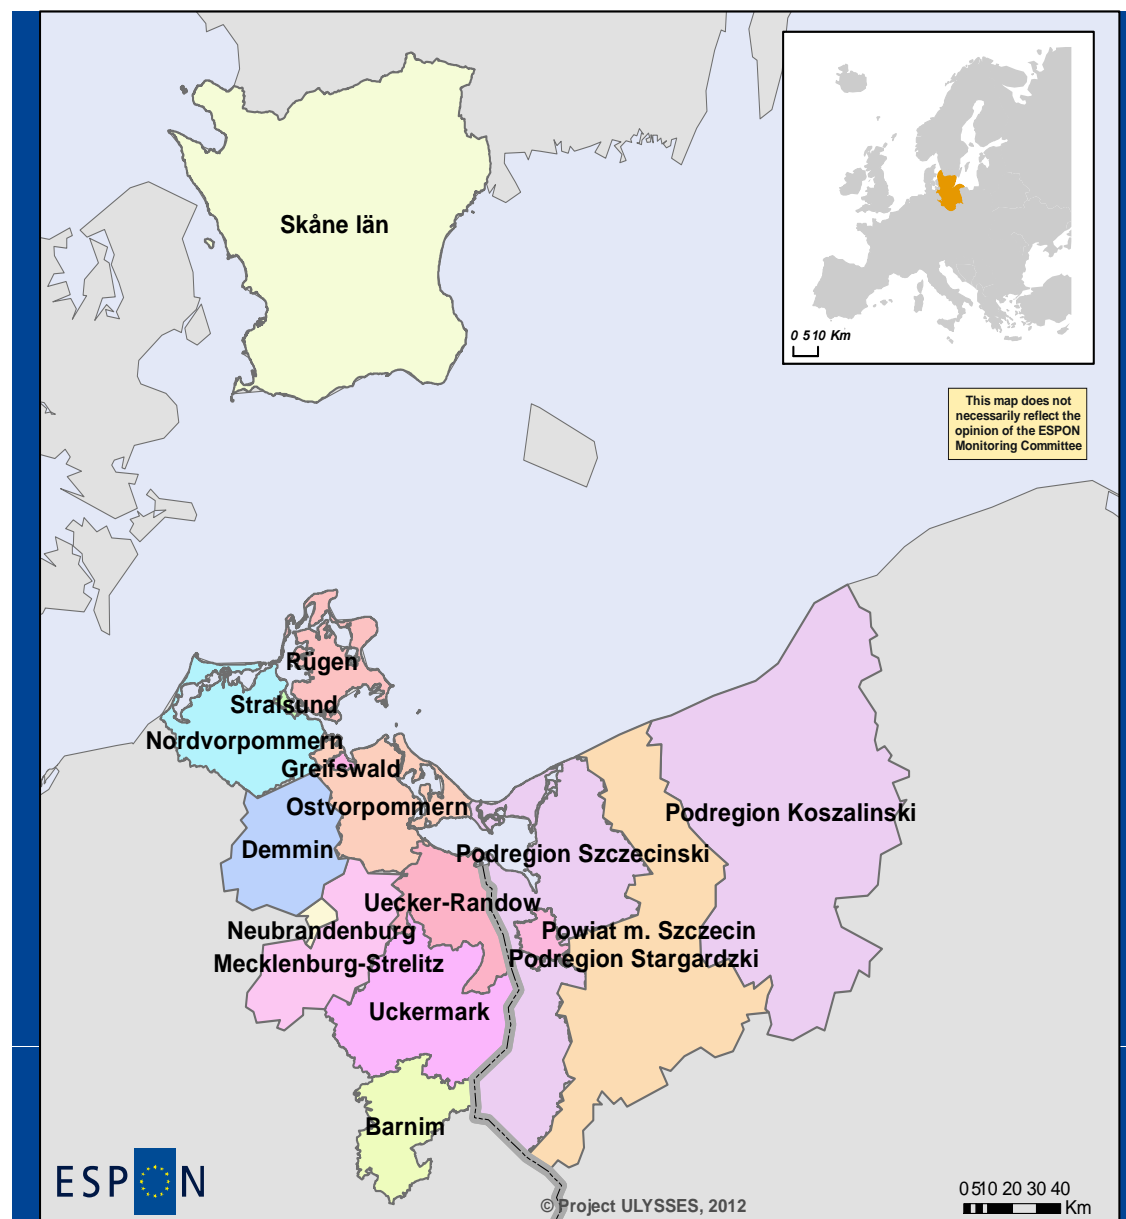 Skåne län
0 510 Km
This map does not
necessarily reflect the
opinion of the ESPON
Monitoring Committee
Rügen
Stralsund
Nordvorpommern
Greifswald
Ostvorpommern
Podregion Koszalinski
Demmin
Podregion Szczecinski
Uecker-Randow
Neubrandenburg
Powiat m. Szczecin
Mecklenburg-Strelitz
Podregion Stargardzki
Uckermark
Barnim
ESPON
© Project ULYSSES, 2012
0 510 20 30 40
Km